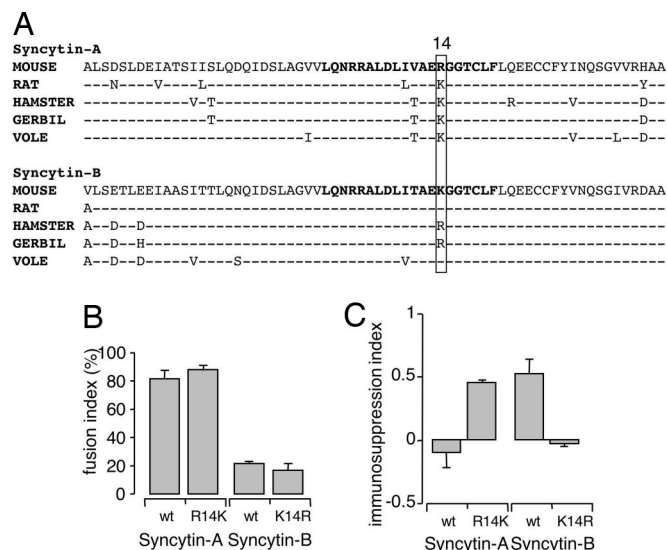 A
14
Syncytin-A
MOUSE ALSDSLDEIATSIISLQDQIDSLAGVVLQNRRALDLIVAERGGTCLFLQEECCFYINQSGVVRHAA
RAT ---N----V----L----------------------L---K----------------------Y--
HAMSTER ------------V-T----------------------T--K-------R------V-------D--
GERBIL --------------T----------------------T--K----------------------D--
VOLE -------------------------I-----------T--K--------------V----L--D--
Syncytin-B
MOUSE VLSETLEEIAASITTLQNQIDSLAGVVLQNRRALDLITAEKGGTCLFLQEECCFYVNQSGIVRDAA
RAT A-----------------------------------------------------------------
HAMSTER A--D--D---------------------------------R-------------------------
GERBIL A--D--H---------------------------------R-------------------------
VOLE A--D--D-----V----S------------------I-----------------------------
B
fusion index (%)
100
80
60
40
20
0
wt R14K wt K14R
Syncytin-A Syncytin-B
C
immunosuppression index
1
0.5
0
-0.5
wt R14K wt K14R
Syncytin-A Syncytin-B